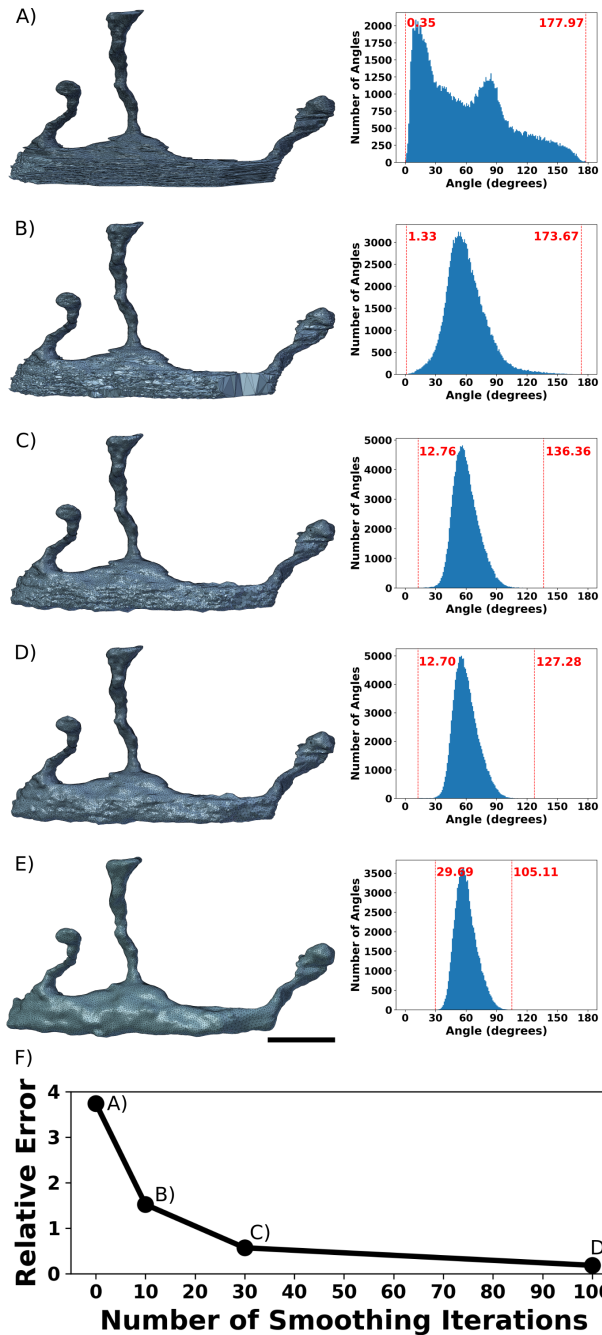 A)
0.35 177.97
2000
1750
1500
1250
1000
750
500
250
0
Number of Angles
0 30 60 90 120 150 180
Angle (degrees)
B)
1.33 173.67
3000
2500
2000
1500
1000
500
0
Number of Angles
0 30 60 90 120 150 180
Angle (degrees)
C)
12.76 136.36
5000
4000
3000
2000
1000
0
Number of Angles
0 30 60 90 120 150 180
Angle (degrees)
D)
12.70 127.28
5000
4000
3000
2000
1000
0
Number of Angles
0 30 60 90 120 150 180
Angle (degrees)
E)
29.69 105.11
3500
3000
2500
2000
1500
1000
500
0
Number of Angles
0 30 60 90 120 150 180
Angle (degrees)
F)
Relative Error
4
3
2
1
0
A)
B)
C)
D
0 10 20 30 40 50 60 70 80 90 100
Number of Smoothing Iterations